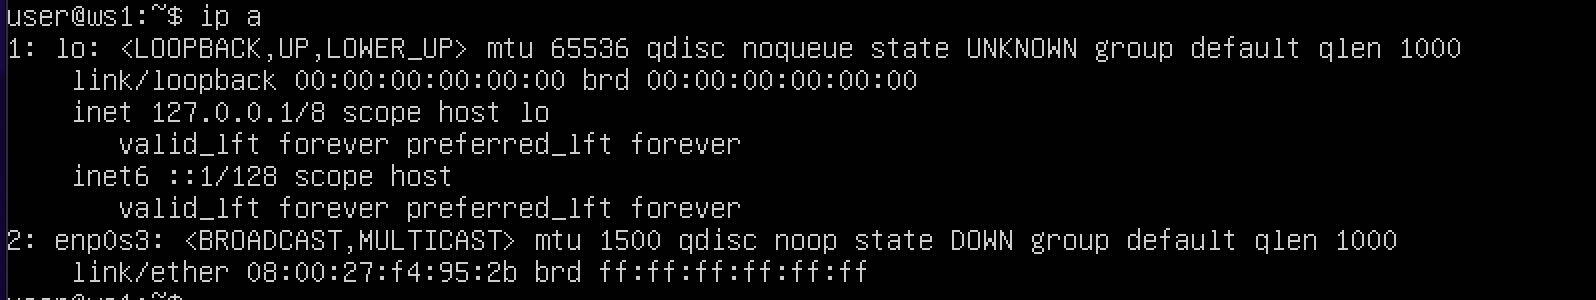 user@ws1:~$ ip a
1: lo: <LOOPBACK,UP,LOWER_UP> mtu 65536 qdisc noqueue state UNKNOWN group default qlen 1000
    link/loopback 00:00:00:00:00:00 brd 00:00:00:00:00:00
    inet 127.0.0.1/8 scope host lo
       valid_lft forever preferred_lft forever
    inet6 ::1/128 scope host
       valid_lft forever preferred_lft forever
2: enp0s3: <BROADCAST,MULTICAST> mtu 1500 qdisc noop state DOWN group default qlen 1000
    link/ether 08:00:27:f4:95:2b brd ff:ff:ff:ff:ff:ff
user@ws1:~$